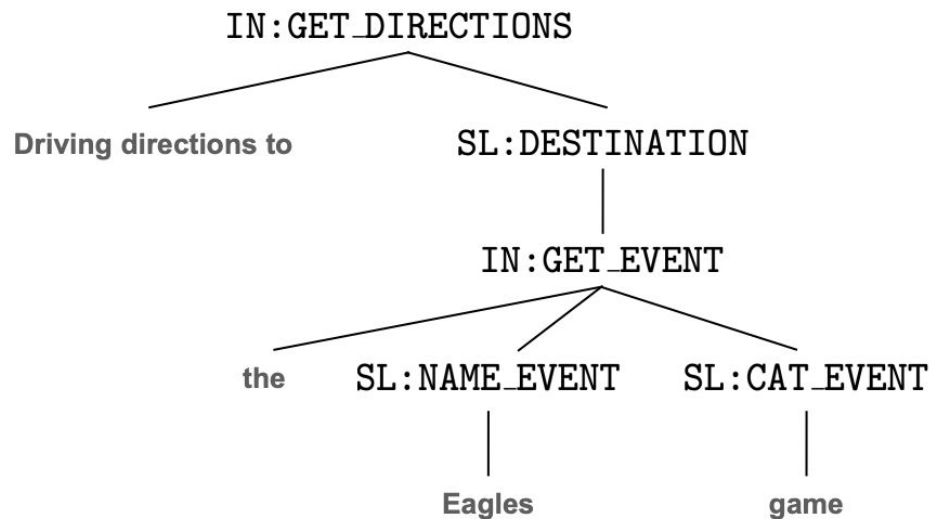 IN:GET_DIRECTIONS
Driving directions to
SL:DESTINATION
IN:GET_EVENT
the
SL:NAME_EVENT
SL:CAT_EVENT
Eagles
game